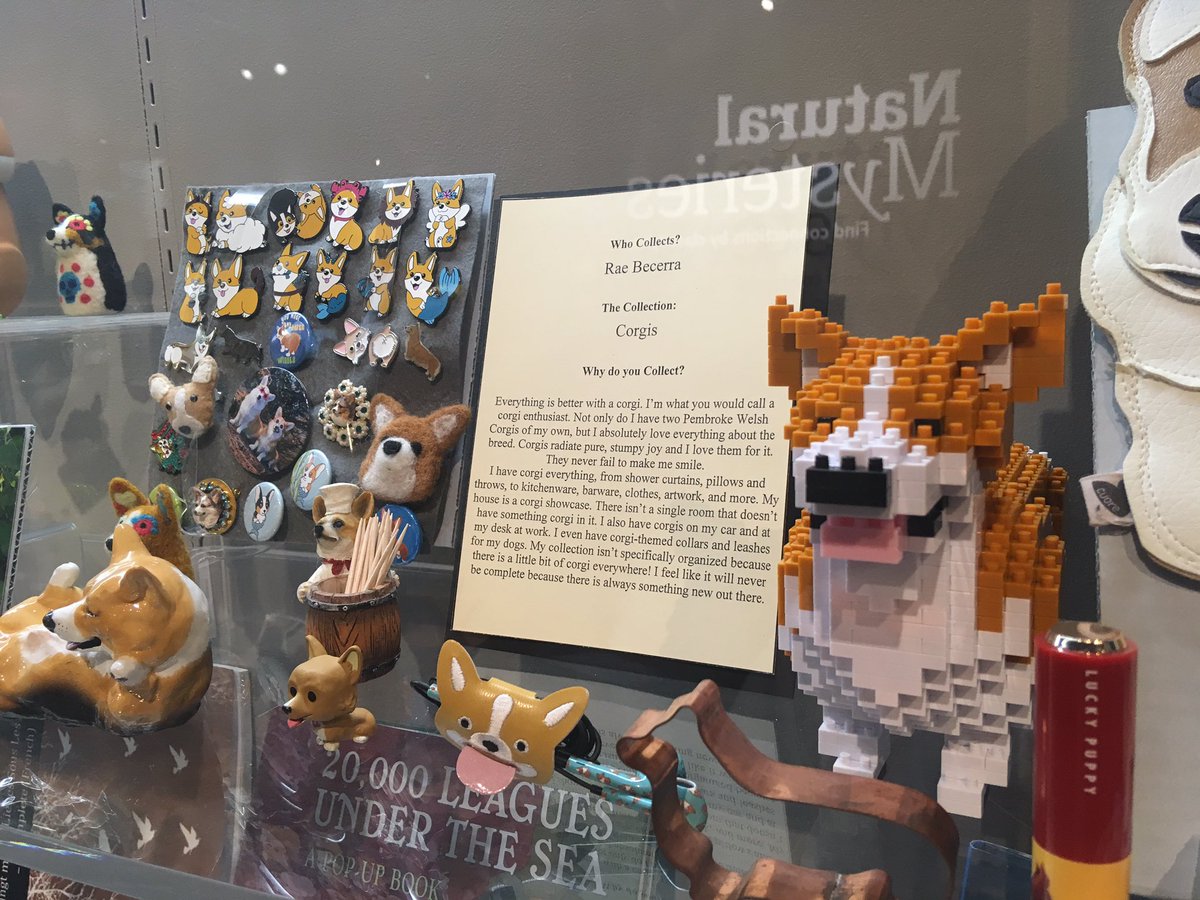 Natural
Mysteries
Who Collects?
Rae Becerra
The Collection:
Corgis
Why do you Collect?
Everything is better with a corgi. I'm what you would call a
corgi enthusiast. Not only do I have two Pembroke Welsh
Corgis of my own, but I absolutely love everything about the
breed. Corgis radiate pure, stumpy joy and I love them for it.
They never fail to make me smile.
I have corgi everything, from shower curtains, pillows and
throws, to kitchenware, barware, clothes, artwork, and more. My
house is a corgi showcase. There isn't a single room that doesn't
have something corgi in it. I also have corgis on my car and at
my desk at work. I even have corgi-themed collars and leashes
for my dogs. My collection isn't specifically organized because
there is a little bit of corgi everywhere! I feel like it will never
be complete because there is always something new out there.
LUCKY PUPPY
20,000 LEAGUES
UNDER THE SEA
A POP-UP BOOK